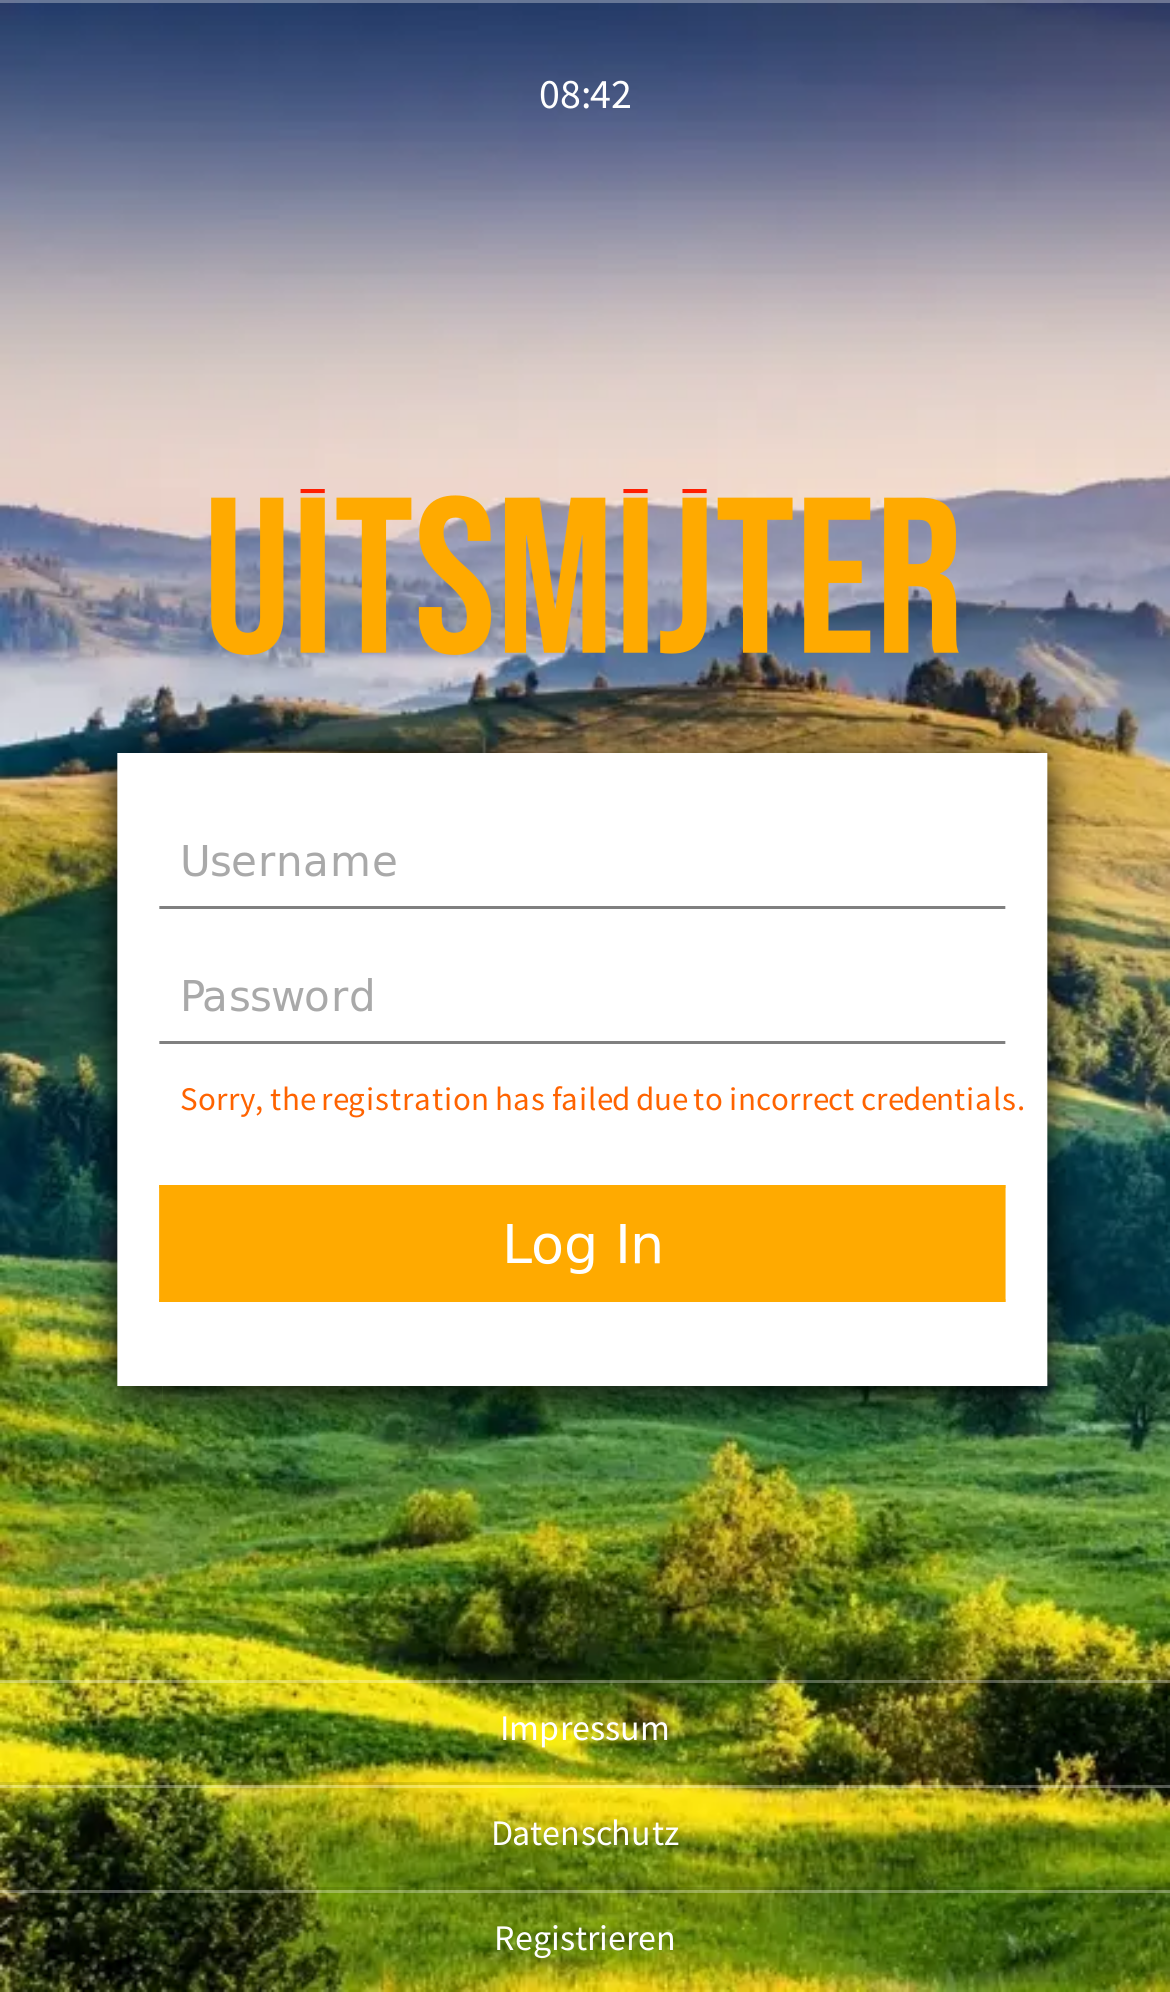 08:42
UITSMIJTER
Username
Password
Sorry, the registration has failed due to incorrect credentials.
Log In
Impressum
Datenschutz
Registrieren